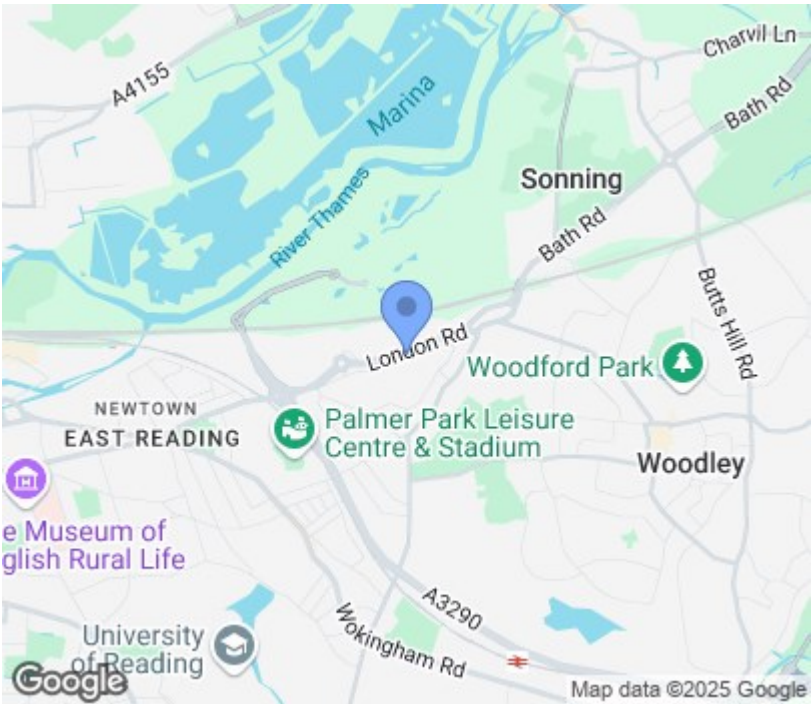 Charvil Ln
A4155
Bath Rd
Marina
Sonning
River Thames
Bath Rd
Butts Hill Rd
London Rd
Woodford Park
NEWTOWN
EAST READING
Palmer Park Leisure
Centre & Stadium
Woodley
e Museum of
glish Rural Life
A3290
Wokingham Rd
University
of Reading
Google
Map data ©2025 Google